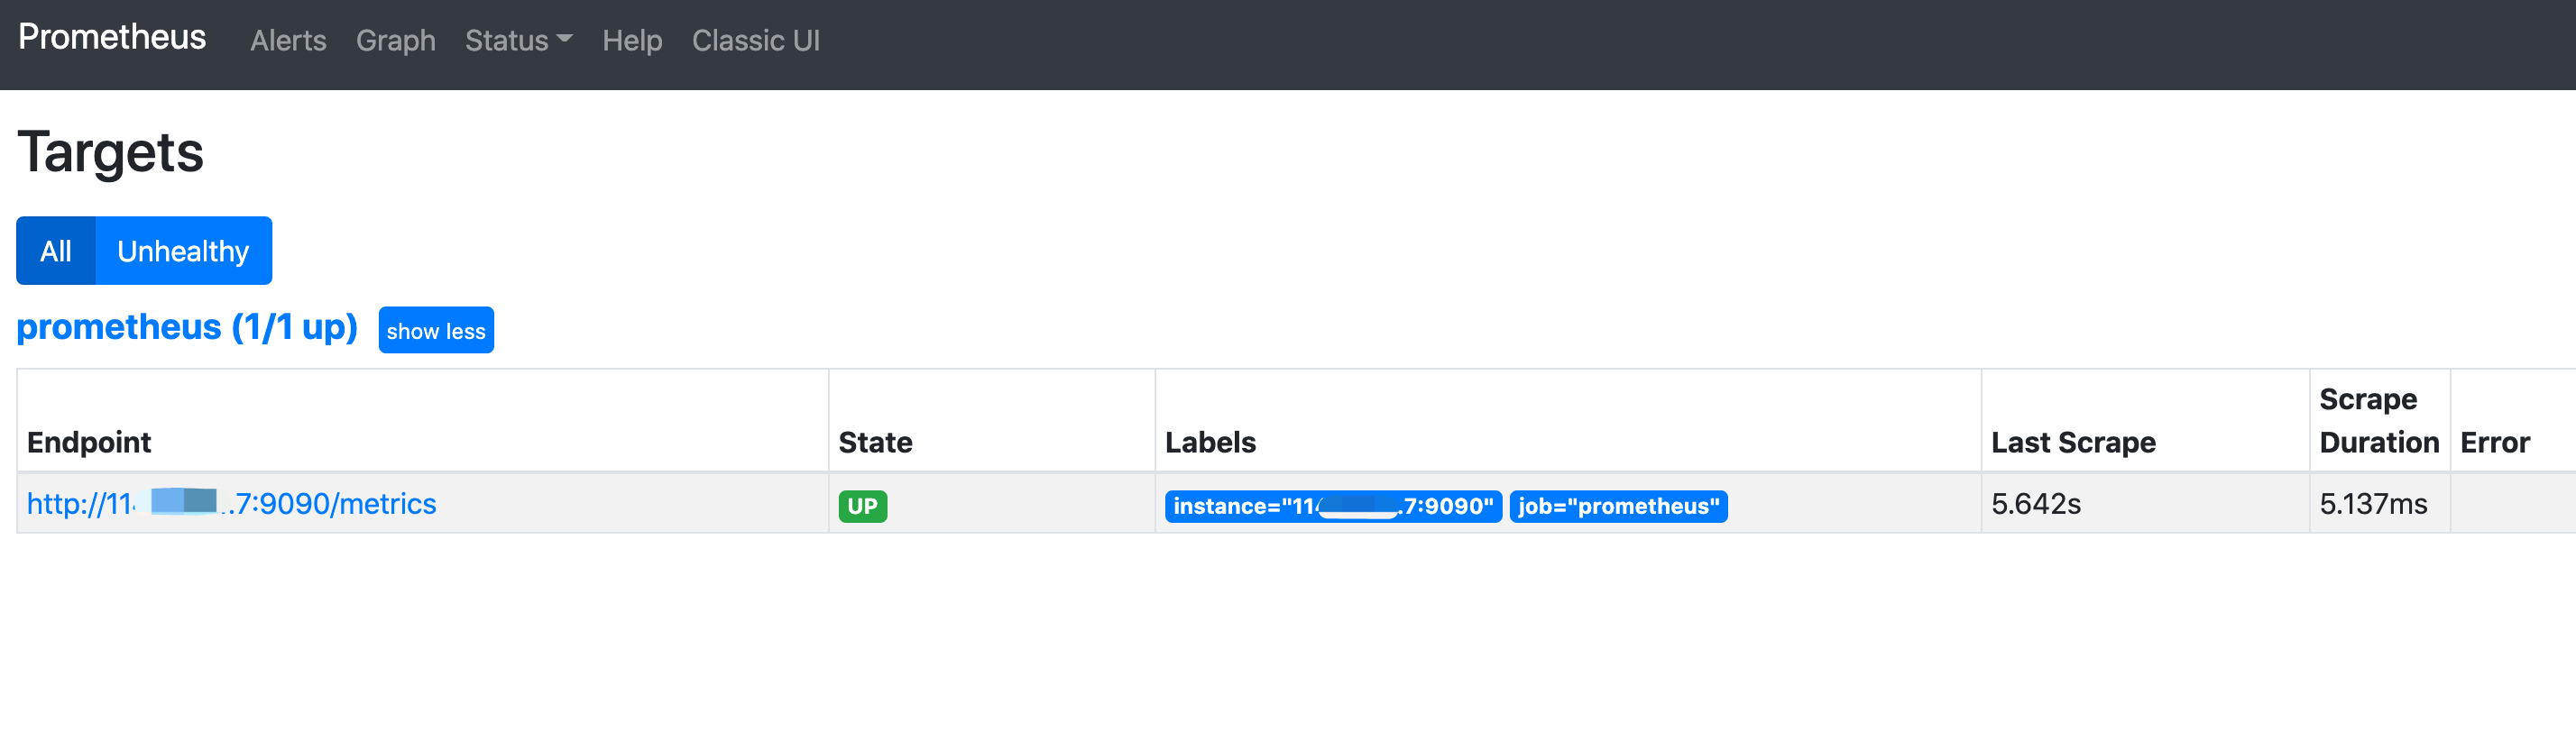 Prometheus Alerts Graph Status Help Classic UI
Targets
All Unhealthy
prometheus (1/1 up) show less
Endpoint State Labels Last Scrape Scrape Duration Error
http://11 .7:9090/metrics UP instance="11 .7:9090" job="prometheus" 5.642s 5.137ms